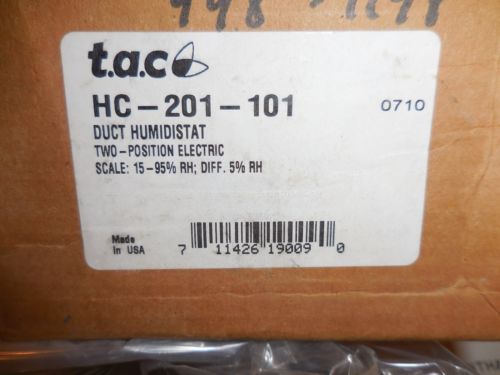 t.a.c
HC-201-101 0710
DUCT HUMIDISTAT
TWO-POSITION ELECTRIC
SCALE: 15-95% RH; DIFF. 5% RH
Made
In USA
7 11426 19009 0